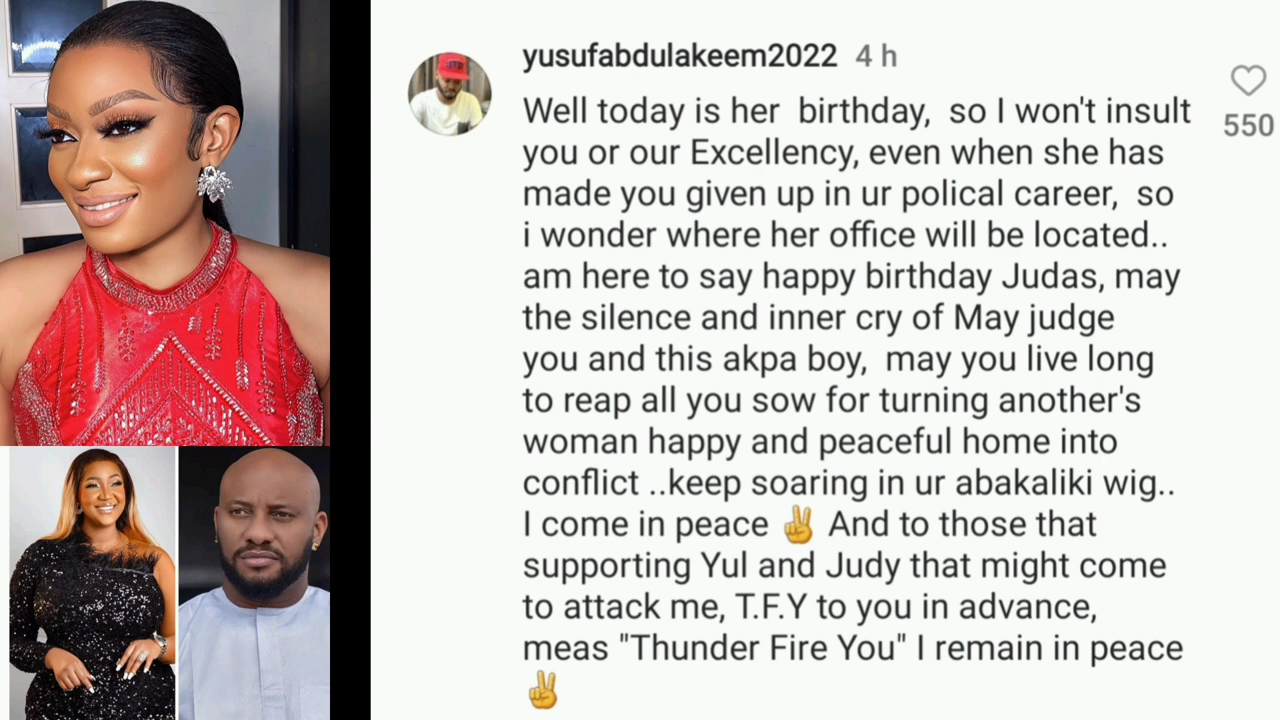 yusufabdulakeem2022 4 h
Well today is her birthday, so I won't insult
you or our Excellency, even when she has
made you given up in ur polical career, so
i wonder where her office will be located..
am here to say happy birthday Judas, may
the silence and inner cry of May judge
you and this akpa boy, may you live long
to reap all you sow for turning another's
woman happy and peaceful home into
conflict ..keep soaring in ur abakaliki wig..
I come in peace ✌️ And to those that
supporting Yul and Judy that might come
to attack me, T.F.Y to you in advance,
meas "Thunder Fire You" I remain in peace
✌️
550